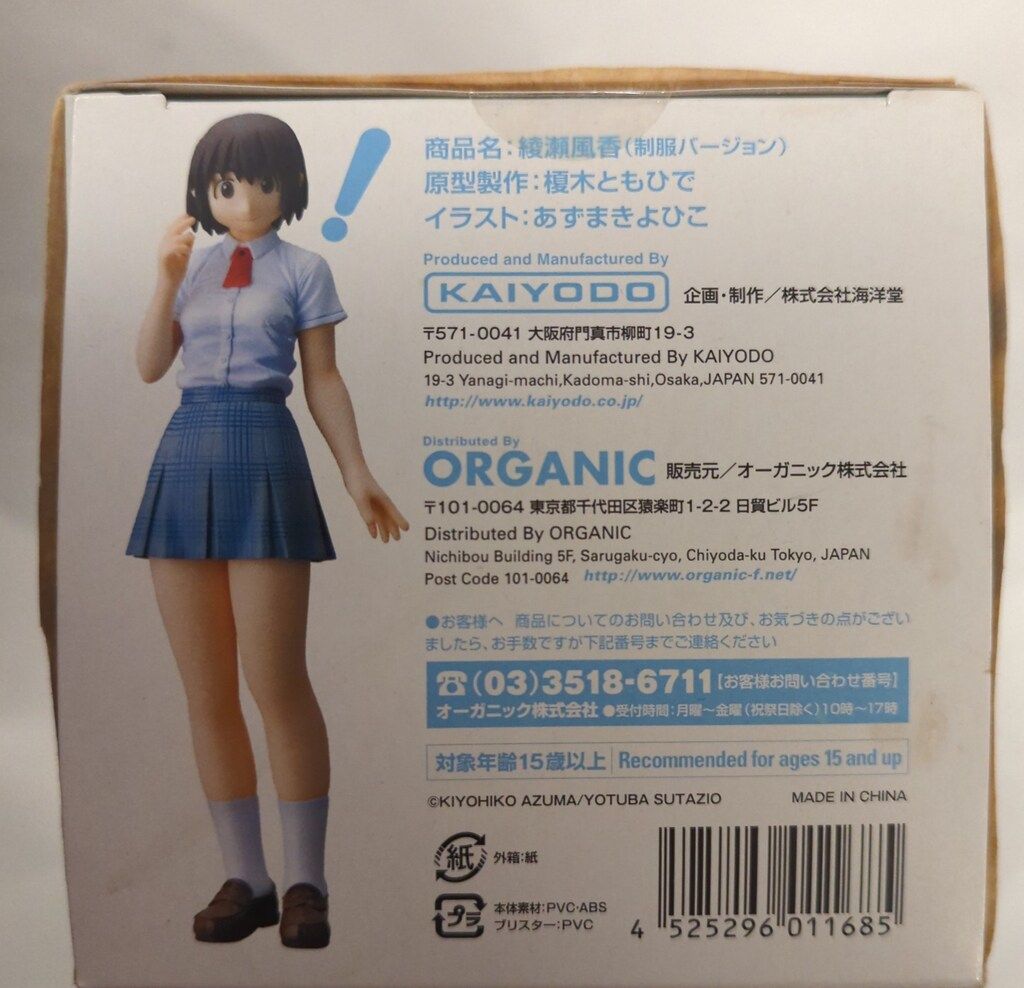 !
商品名：綾瀬風香（制服バージョン）
原型製作：榎木ともひで
イラスト：あずまきよひこ
Produced and Manufactured By
KAIYODO 企画・制作／株式会社海洋堂
〒571-0041 大阪府門真市柳町19-3
Produced and Manufactured By KAIYODO
19-3 Yanagi-machi,Kadoma-shi,Osaka,JAPAN 571-0041
http://www.kaiyodo.co.jp/
Distributed By
ORGANIC 販売元／オーガニック株式会社
〒101-0064 東京都千代田区猿楽町1-2-2 日貿ビル5F
Distributed By ORGANIC
Nichibou Building 5F, Sarugaku-cyo, Chiyoda-ku Tokyo, JAPAN
Post Code 101-0064 http://www.organic-f.net/
●お客様へ 商品についてのお問い合わせ及び、お気づきの点がござい
ましたら、お手数ですが下記番号までご連絡ください
☎(03)3518-6711［お客様お問い合わせ番号］
オーガニック株式会社 ●受付時間：月曜～金曜（祝祭日除く）10時～17時
対象年齢15歳以上 Recommended for ages 15 and up
©KIYOHIKO AZUMA/YOTUBA SUTAZIO MADE IN CHINA
紙 外箱：紙
プラ 本体素材：PVC・ABS
ブリスター：PVC
4 525296 011685